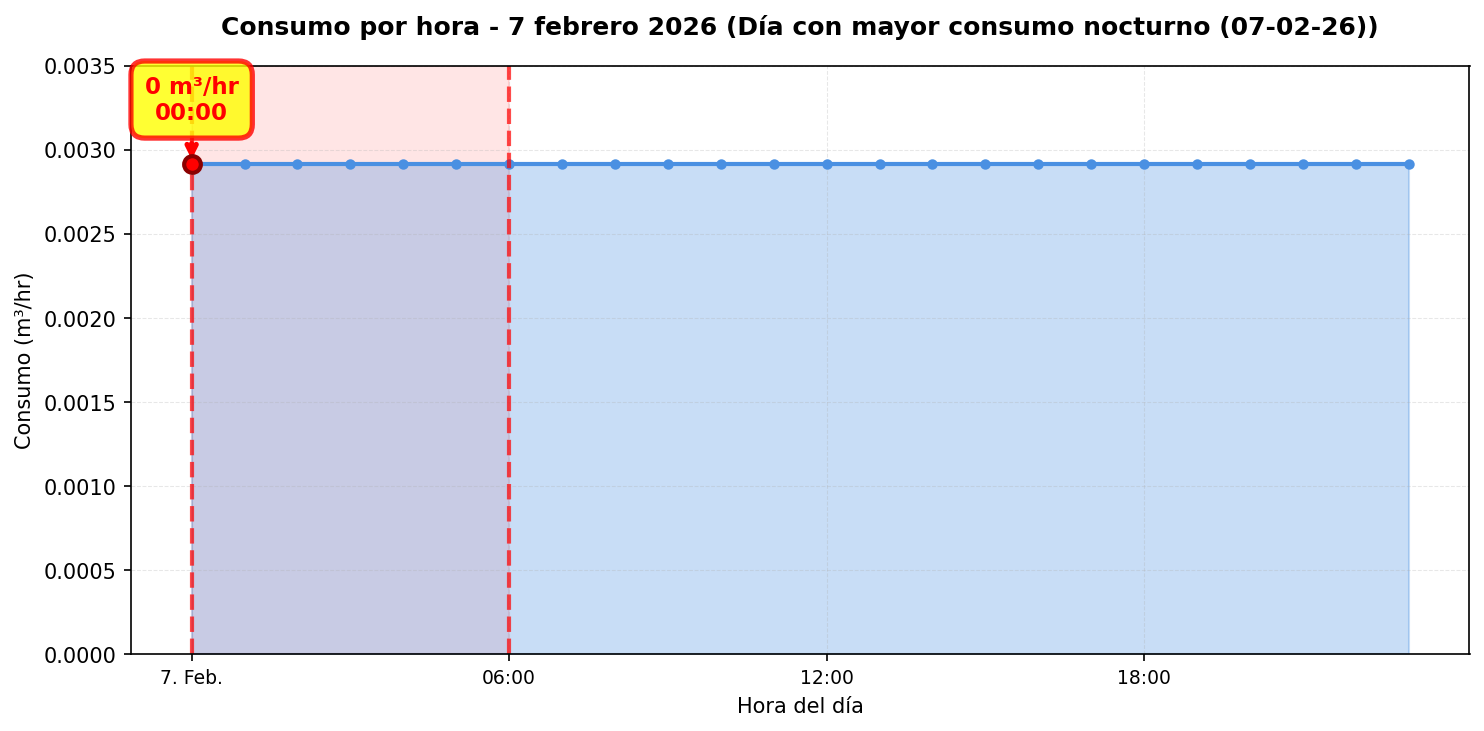 Consumo por hora - 7 febrero 2026 (Día con mayor consumo nocturno (07-02-26))
0 m³/hr
00:00
0.0035
0.0030
0.0025
0.0020
0.0015
0.0010
0.0005
0.0000
Consumo (m³/hr)
7. Feb.
06:00
12:00
18:00
Hora del día